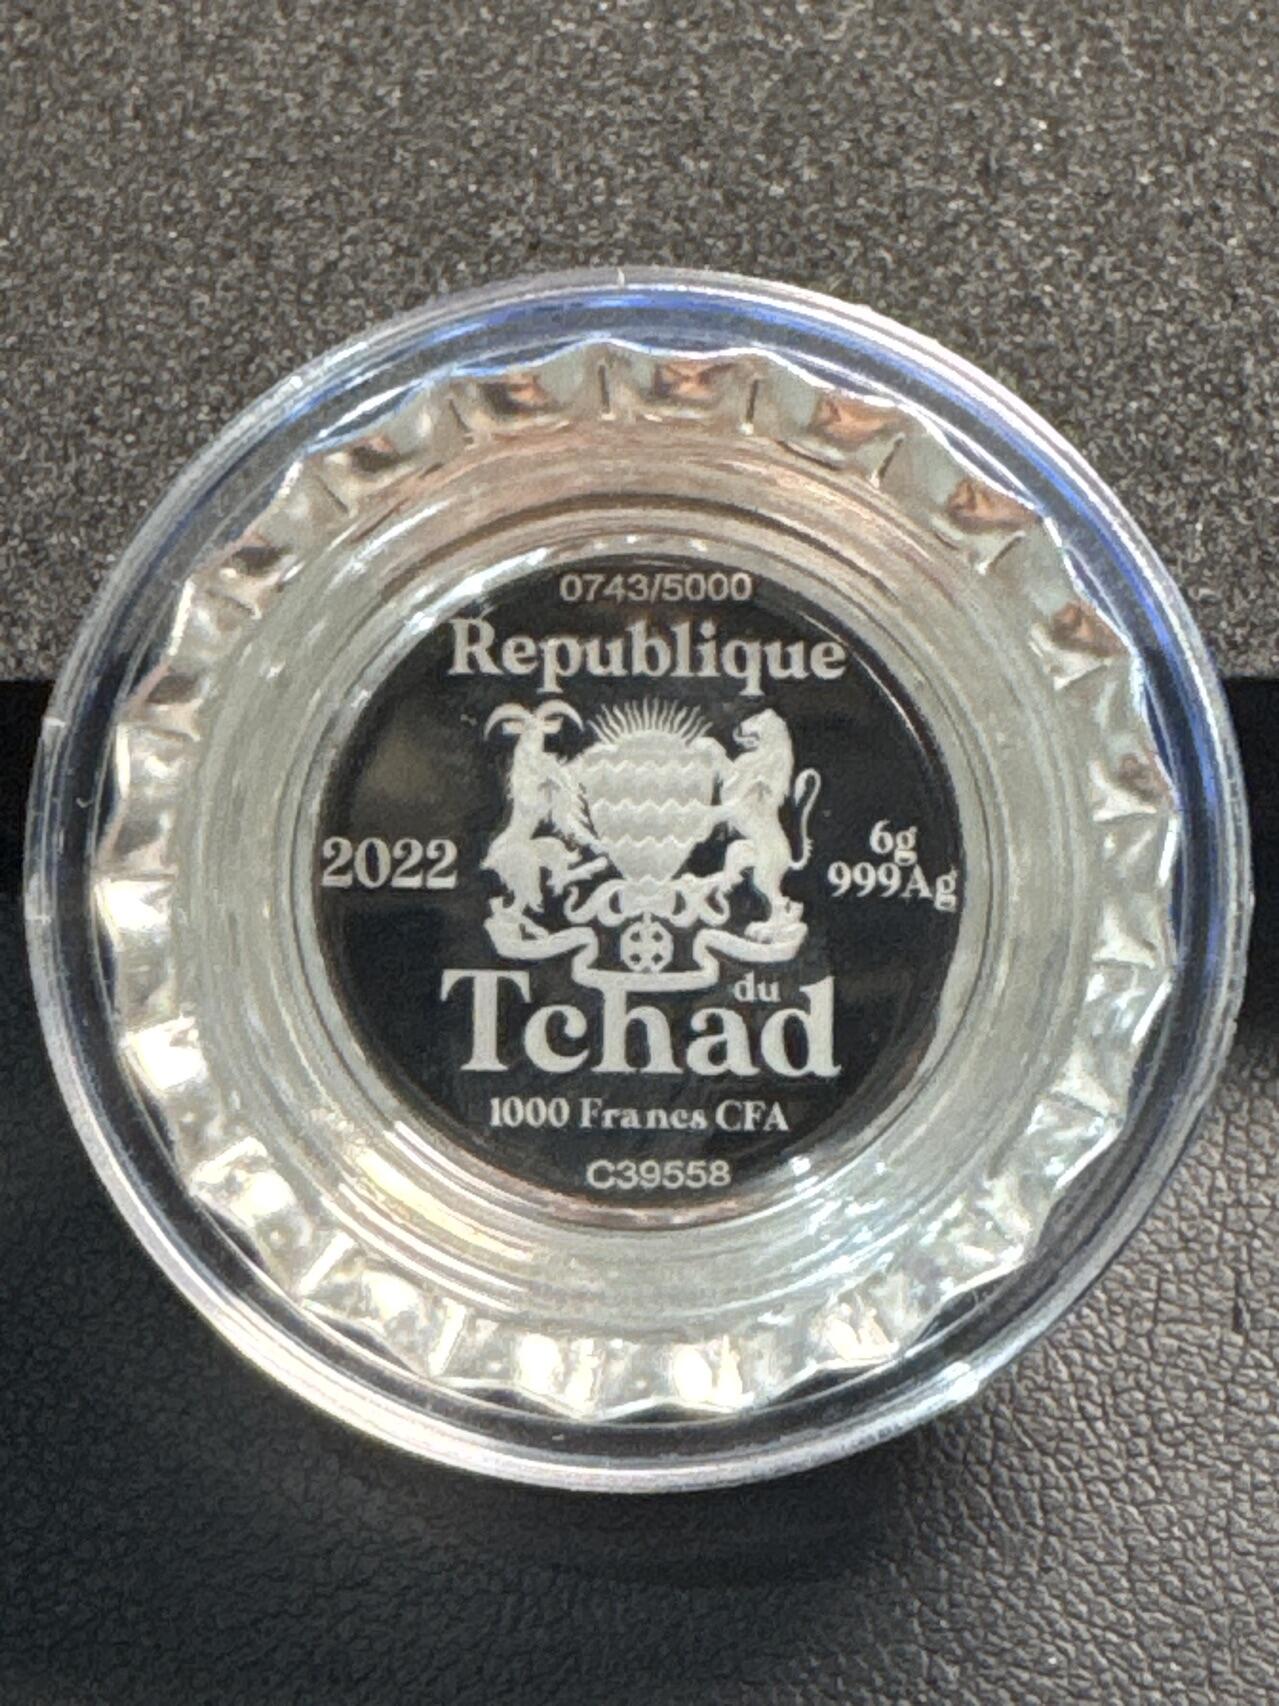 0743/5000
Republique
2022
6g
999Ag
du
Tchad
1000 Francs CFA
C39558